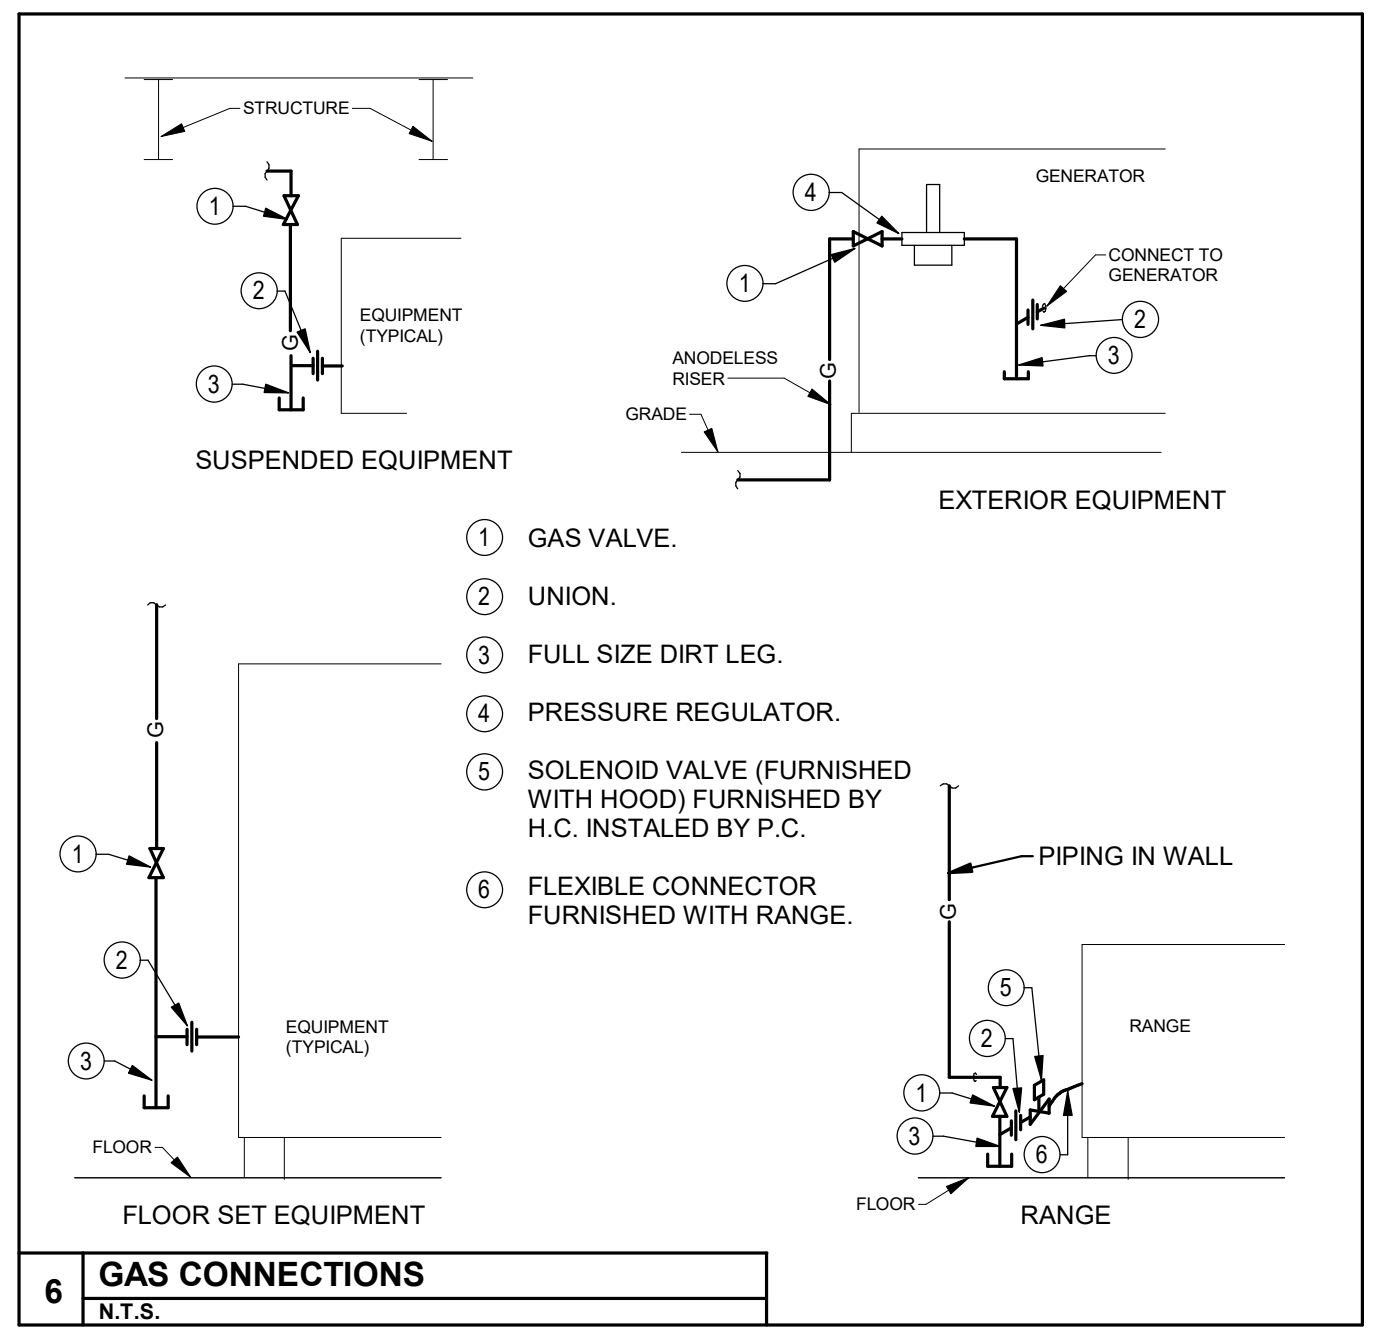 STRUCTURE
1
2
EQUIPMENT
(TYPICAL)
G
3
SUSPENDED EQUIPMENT
GENERATOR
4
1
CONNECT TO
GENERATOR
2
3
ANODELESS
RISER
G
GRADE
EXTERIOR EQUIPMENT
1 GAS VALVE.
2 UNION.
3 FULL SIZE DIRT LEG.
4 PRESSURE REGULATOR.
5 SOLENOID VALVE (FURNISHED
WITH HOOD) FURNISHED BY
H.C. INSTALED BY P.C.
6 FLEXIBLE CONNECTOR
FURNISHED WITH RANGE.
G
1
2
EQUIPMENT
(TYPICAL)
3
FLOOR
FLOOR SET EQUIPMENT
PIPING IN WALL
G
5
2
RANGE
1
3
6
FLOOR
RANGE
6
GAS CONNECTIONS
N.T.S.